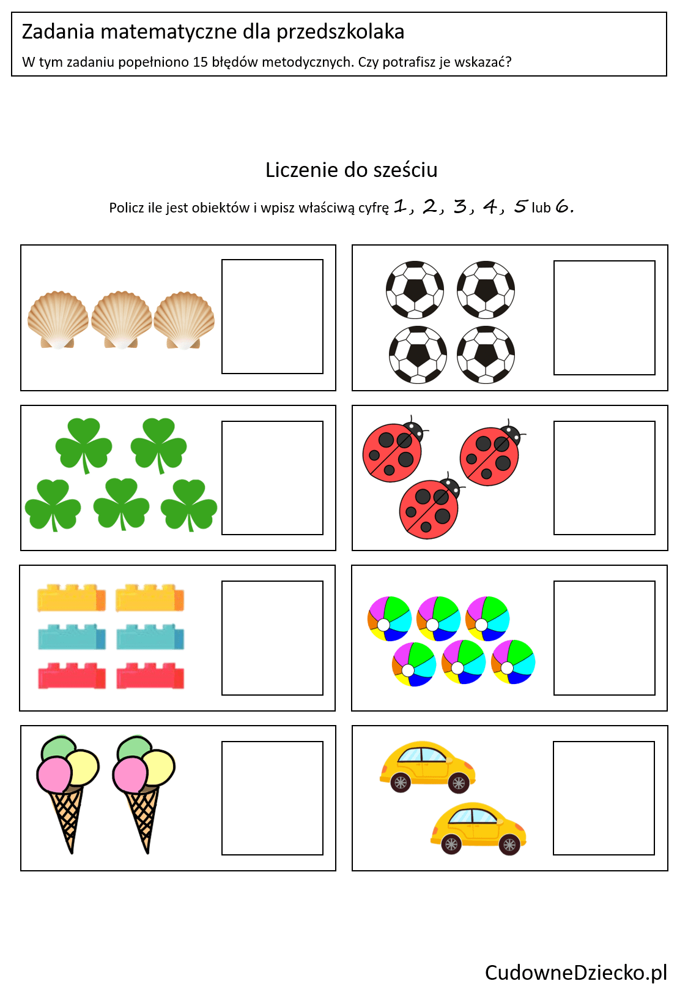 Zadania matematyczne dla przedszkolaka
W tym zadaniu popełniono 15 błędów metodycznych. Czy potrafisz je wskazać?
Liczenie do sześciu
Policz ile jest obiektów i wpisz właściwą cyfrę 1, 2, 3, 4, 5 lub 6.
CudowneDziecko.pl